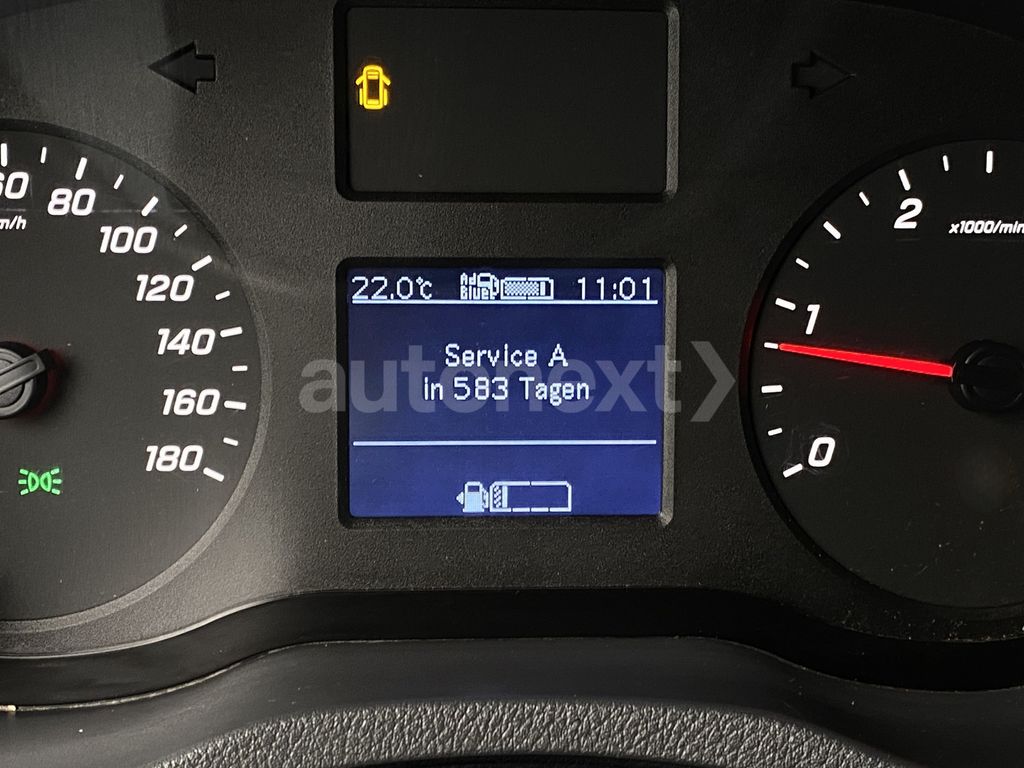 60
80
km/h
100
120
140
160
180
22.0°C AdBlue 11:01
Service A
in 583 Tagen
autonext
2
x1000/min
1
0